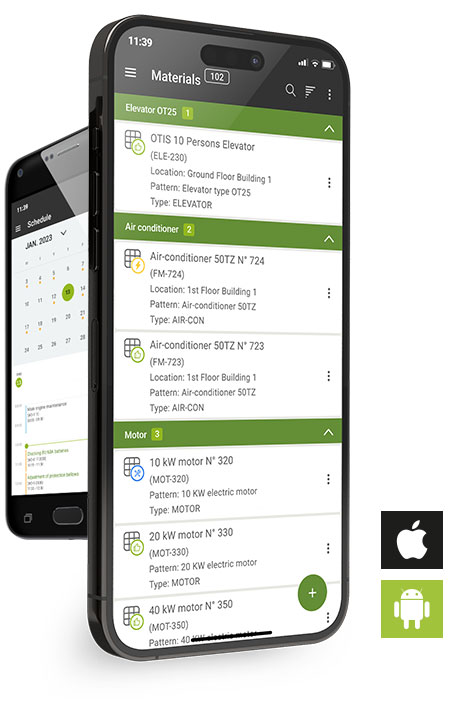 11:39
Materials 102
Elevator OT25 1
OTIS 10 Persons Elevator
(ELE-230)
Location: Ground Floor Building 1
Pattern: Elevator type OT25
Type: ELEVATOR
Air conditioner 2
Air-conditioner 50TZ N° 724
(FM-724)
Location: 1st Floor Building 1
Pattern: Air-conditioner 50TZ
Type: AIR-CON
Air-conditioner 50TZ N° 723
(FM-723)
Location: 1st Floor Building 1
Pattern: Air-conditioner 50TZ
Type: AIR-CON
Motor 3
10 kW motor N° 320
(MOT-320)
Pattern: 10 KW electric motor
Type: MOTOR
20 kW motor N° 330
(MOT-330)
Pattern: 20 KW electric motor
Type: MOTOR
40 kW motor N° 350
(MOT-350)
Pattern: 40 KW electric motor
+
11:39
Schedule
JAN. 2023